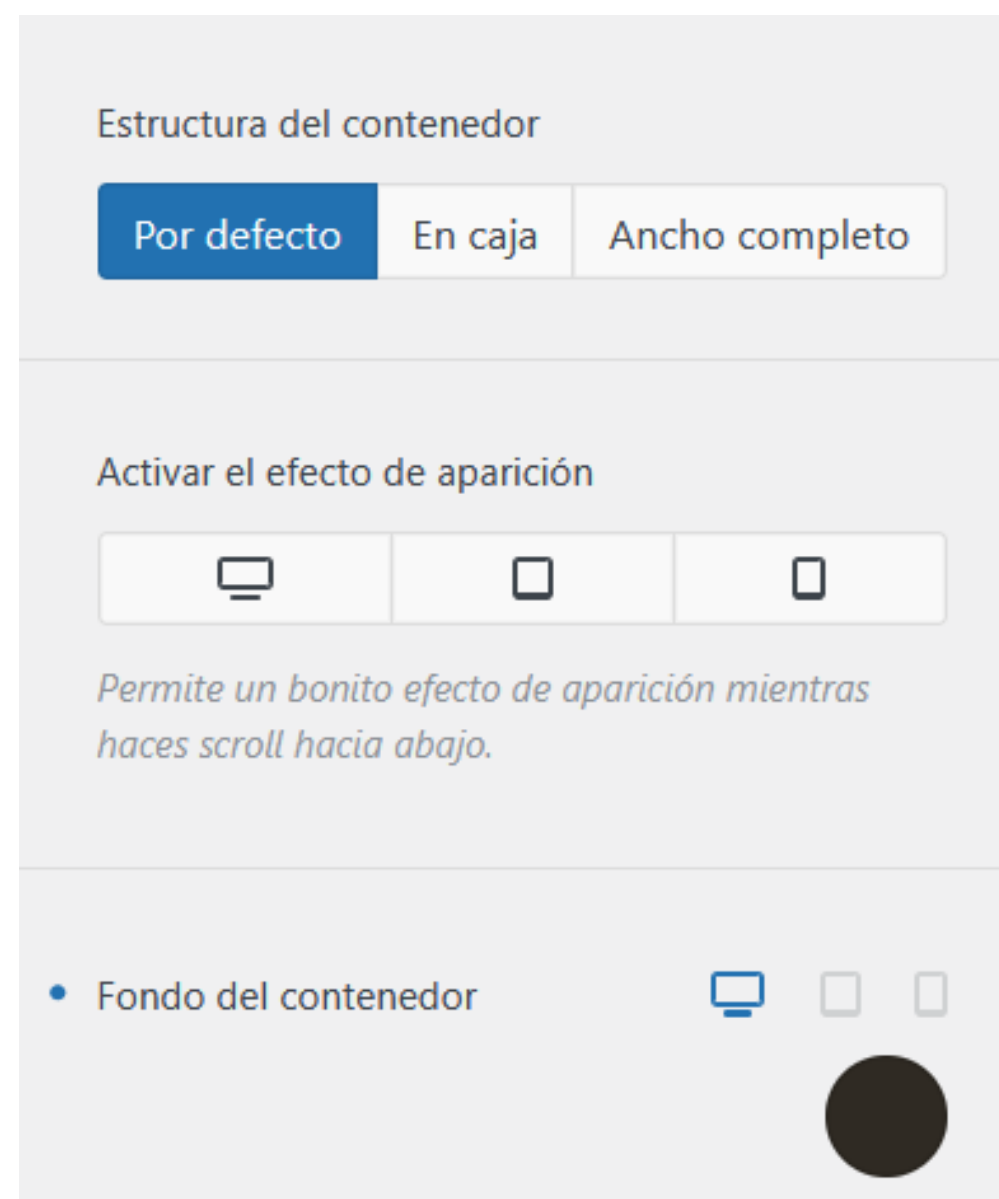 Estructura del contenedor
Por defecto En caja Ancho completo
Activar el efecto de aparición
Permite un bonito efecto de aparición mientras
haces scroll hacia abajo.
Fondo del contenedor